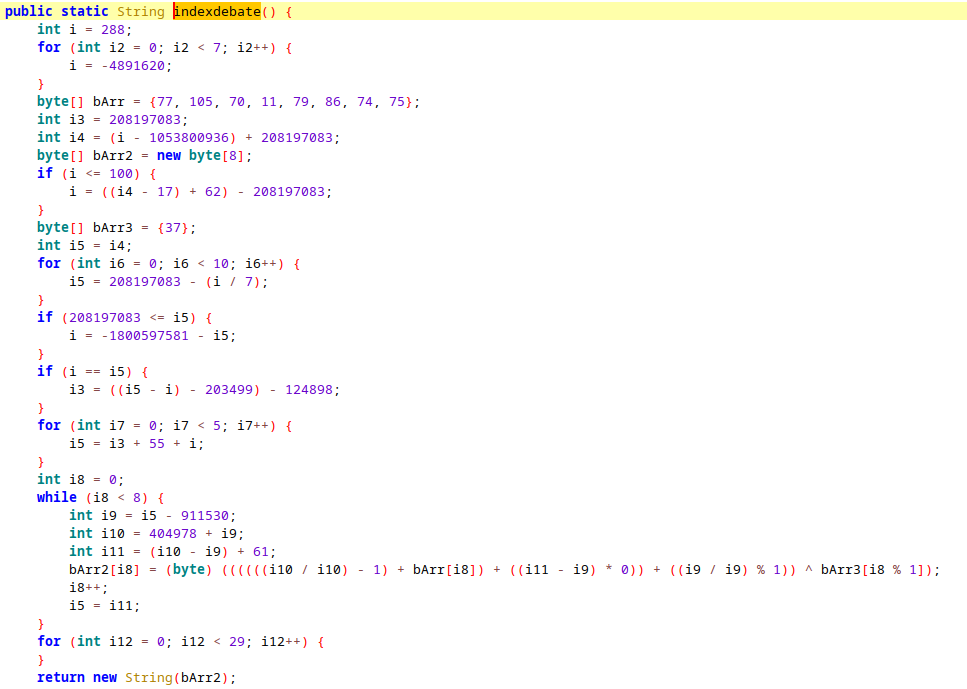 public static String indexdebate() {
    int i = 288;
    for (int i2 = 0; i2 < 7; i2++) {
        i = -4891620;
    }
    byte[] bArr = {77, 105, 70, 11, 79, 86, 74, 75};
    int i3 = 208197083;
    int i4 = (i - 1053800936) + 208197083;
    byte[] bArr2 = new byte[8];
    if (i <= 100) {
        i = ((i4 - 17) + 62) - 208197083;
    }
    byte[] bArr3 = {37};
    int i5 = i4;
    for (int i6 = 0; i6 < 10; i6++) {
        i5 = 208197083 - (i / 7);
    }
    if (208197083 <= i5) {
        i = -1800597581 - i5;
    }
    if (i == i5) {
        i3 = ((i5 - i) - 203499) - 124898;
    }
    for (int i7 = 0; i7 < 5; i7++) {
        i5 = i3 + 55 + i;
    }
    int i8 = 0;
    while (i8 < 8) {
        int i9 = i5 - 911530;
        int i10 = 404978 + i9;
        int i11 = (i10 - i9) + 61;
        bArr2[i8] = (byte) ((((((i10 / i10) - 1) + bArr[i8]) + ((i11 - i9) * 0)) + ((i9 / i9) % 1)) ^ bArr3[i8 % 1]);
        i8++;
        i5 = i11;
    }
    for (int i12 = 0; i12 < 29; i12++) {
    }
    return new String(bArr2);